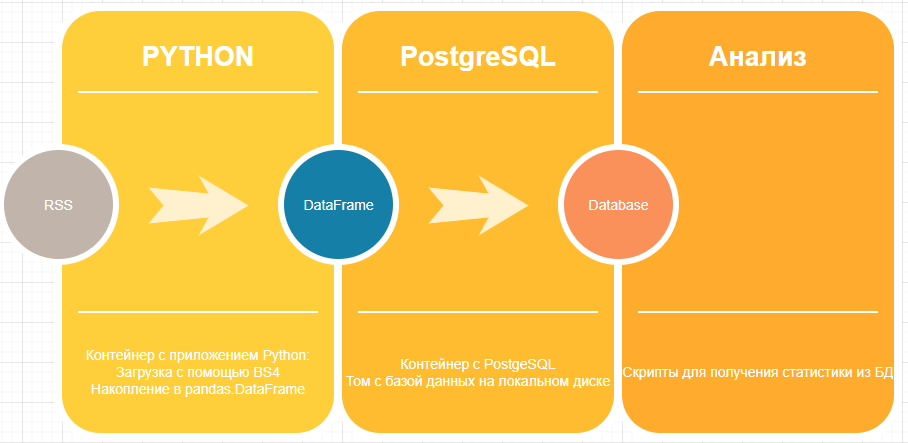 PYTHON
PostgreSQL
Анализ
RSS
DataFrame
Database
Контейнер с приложением Python:
Загрузка с помощью BS4
Накопление в pandas.DataFrame
Контейнер с PostgeSQL
Том с базой данных на локальном диске
Скрипты для получения статистики из БД